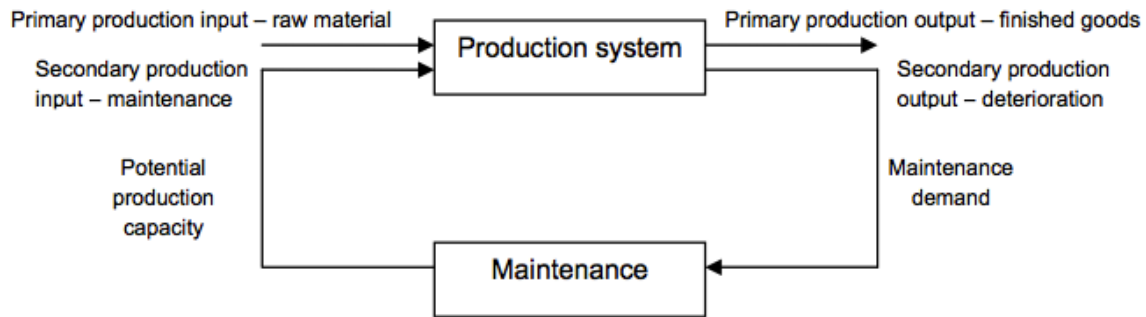 Primary production input – raw material
Production system
Primary production output – finished goods
Secondary production
input – maintenance
Secondary production
output – deterioration
Potential
production
capacity
Maintenance
demand
Maintenance